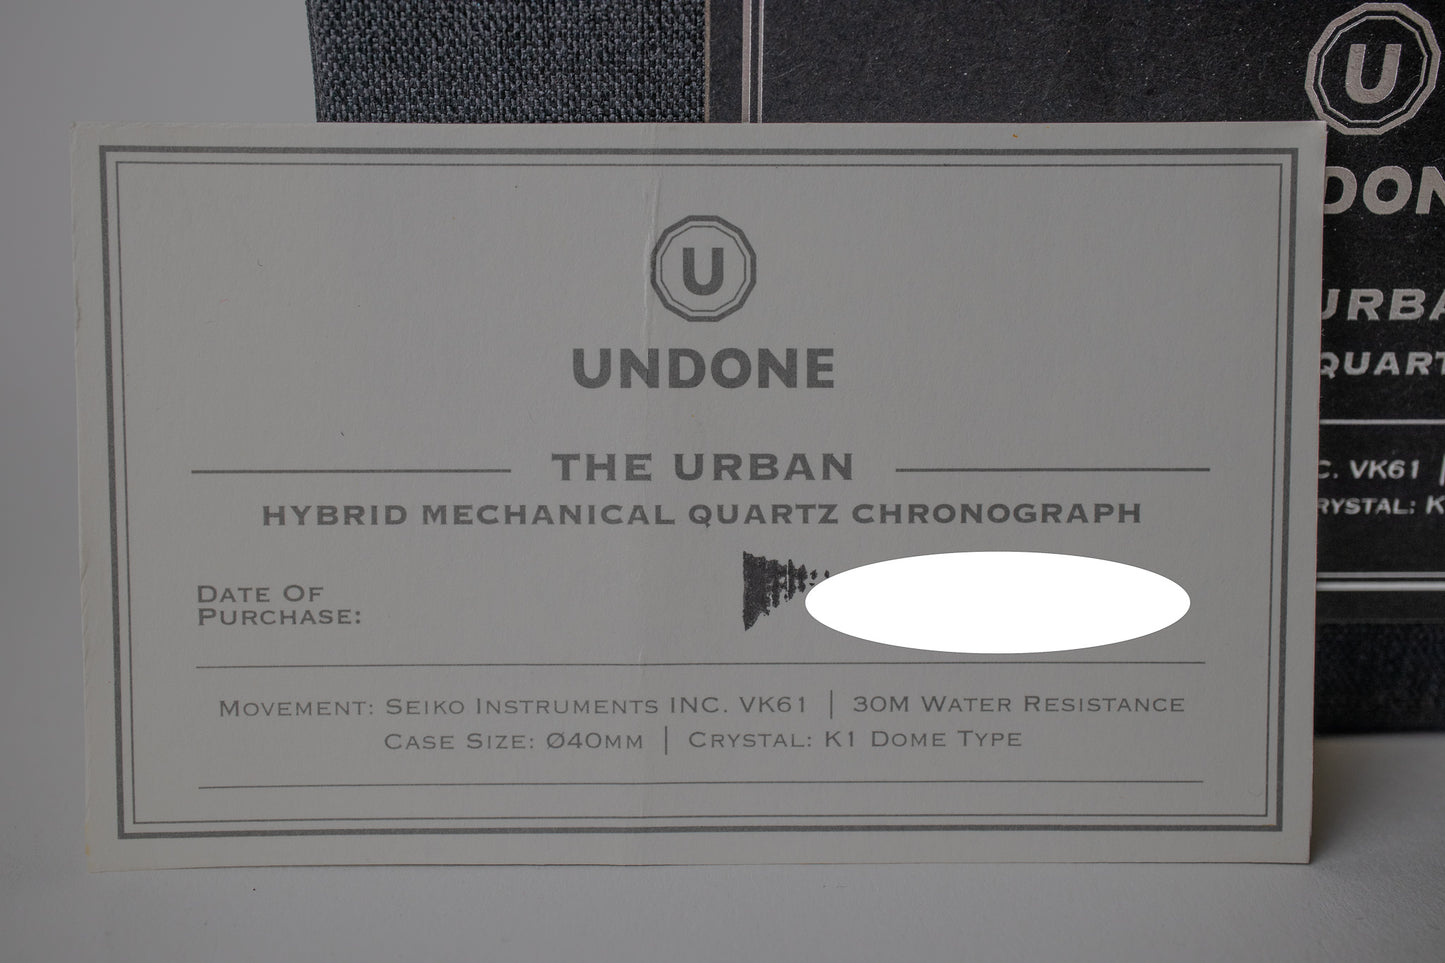 U
UNDONE
THE URBAN
HYBRID MECHANICAL QUARTZ CHRONOGRAPH
DATE OF
PURCHASE:
MOVEMENT: SEIKO INSTRUMENTS INC. VK61 | 30M WATER RESISTANCE
CASE SIZE: Ø40MM | CRYSTAL: K1 DOME TYPE
U
DON
URBA
QUART
C. VK61 |
RYSTAL: K